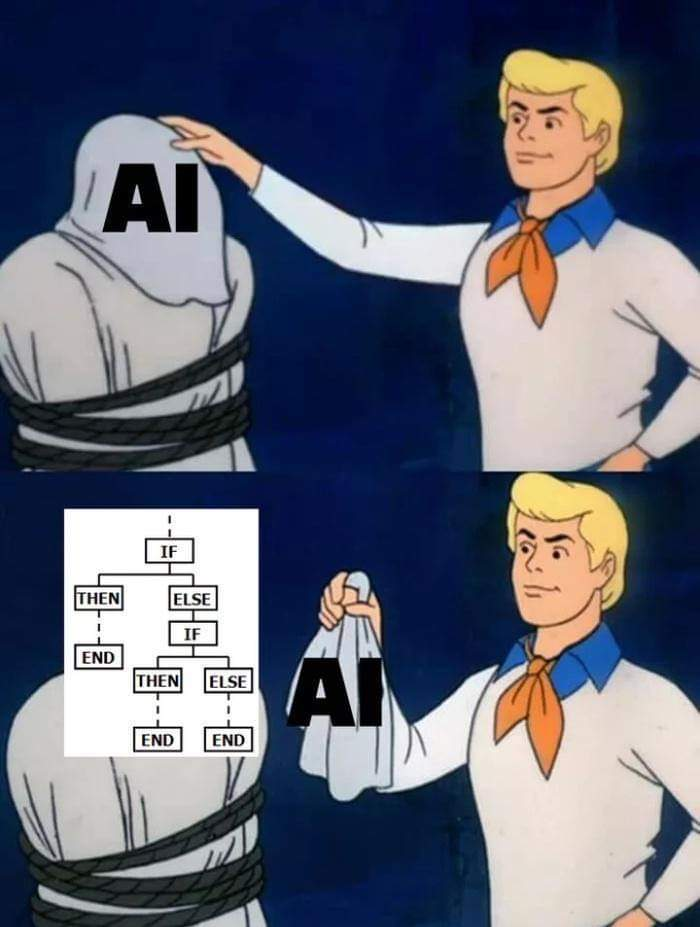 AI
IF
THEN ELSE
IF
END
THEN ELSE
END END
AI